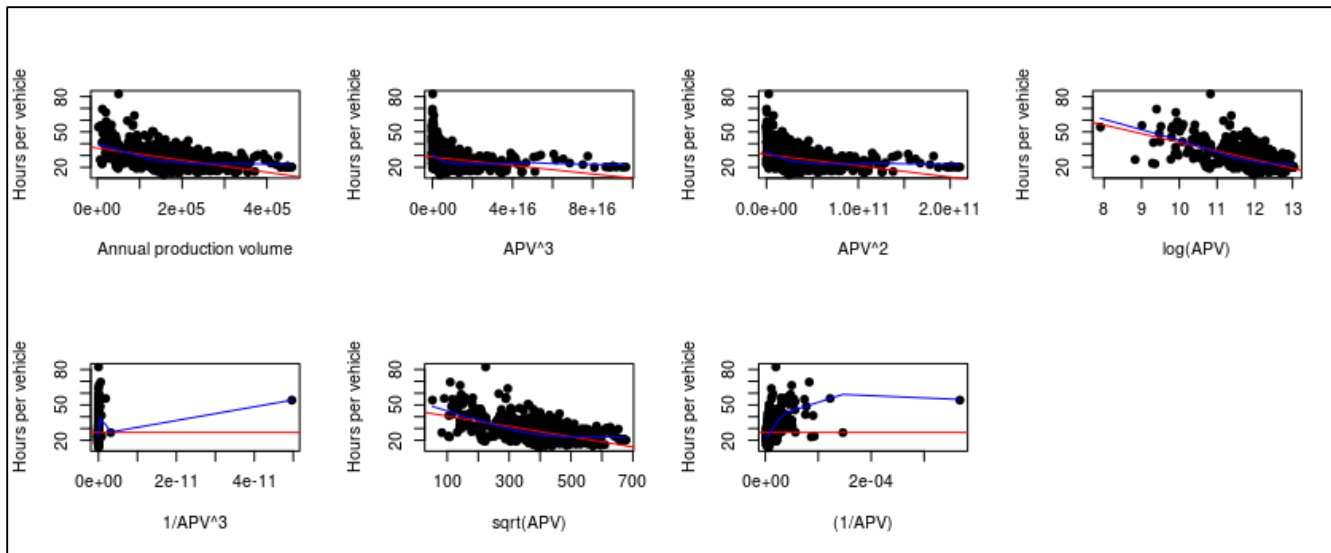 Hours per vehicle
80
50
20
0e+00 2e+05 4e+05
Annual production volume
Hours per vehicle
80
50
20
0e+00 4e+16 8e+16
APV^3
Hours per vehicle
80
50
20
0.0e+00 1.0e+11 2.0e+11
APV^2
Hours per vehicle
80
50
20
8 9 10 11 12 13
log(APV)
Hours per vehicle
80
50
20
0e+00 2e-11 4e-11
1/APV^3
Hours per vehicle
80
50
20
100 300 500 700
sqrt(APV)
Hours per vehicle
80
50
20
0e+00 2e-04
(1/APV)